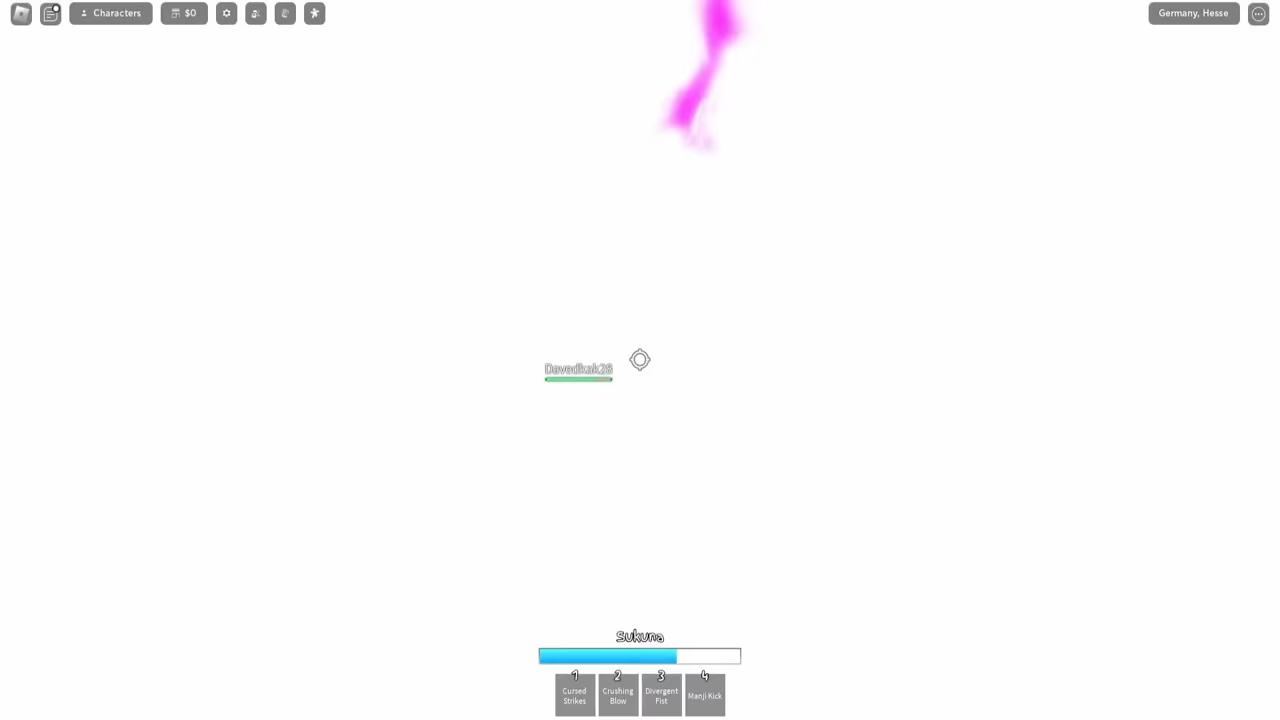 Characters
$0
Germany, Hesse
Davedkak28
Sukuna
1
2
3
4
Cursed
Strikes
Crushing
Blow
Divergent
Fist
Manji Kick